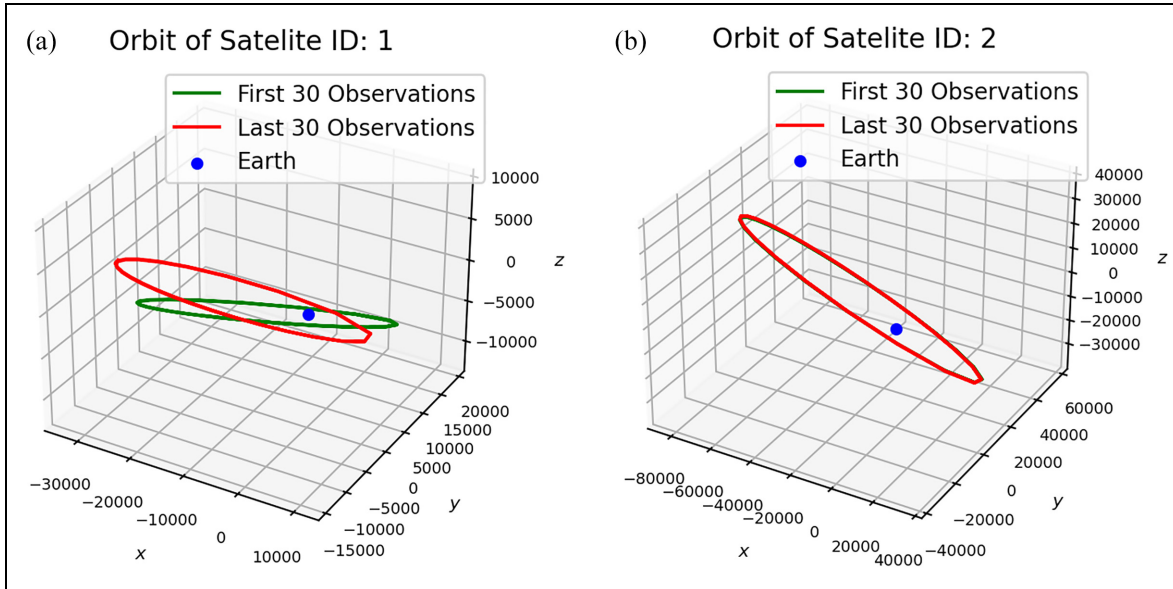 (a)
Orbit of Satelite ID: 1
First 30 Observations
Last 30 Observations
Earth
10000
5000
0
z
−5000
−10000
20000
15000
10000
5000
0
y
−5000
−10000
−15000
−30000
−20000
−10000
0
10000
x
(b)
Orbit of Satelite ID: 2
First 30 Observations
Last 30 Observations
Earth
40000
30000
20000
10000
0
z
−10000
−20000
−30000
60000
40000
20000
0
y
−20000
−40000
−80000
−60000
−40000
−20000
0
20000
40000
x